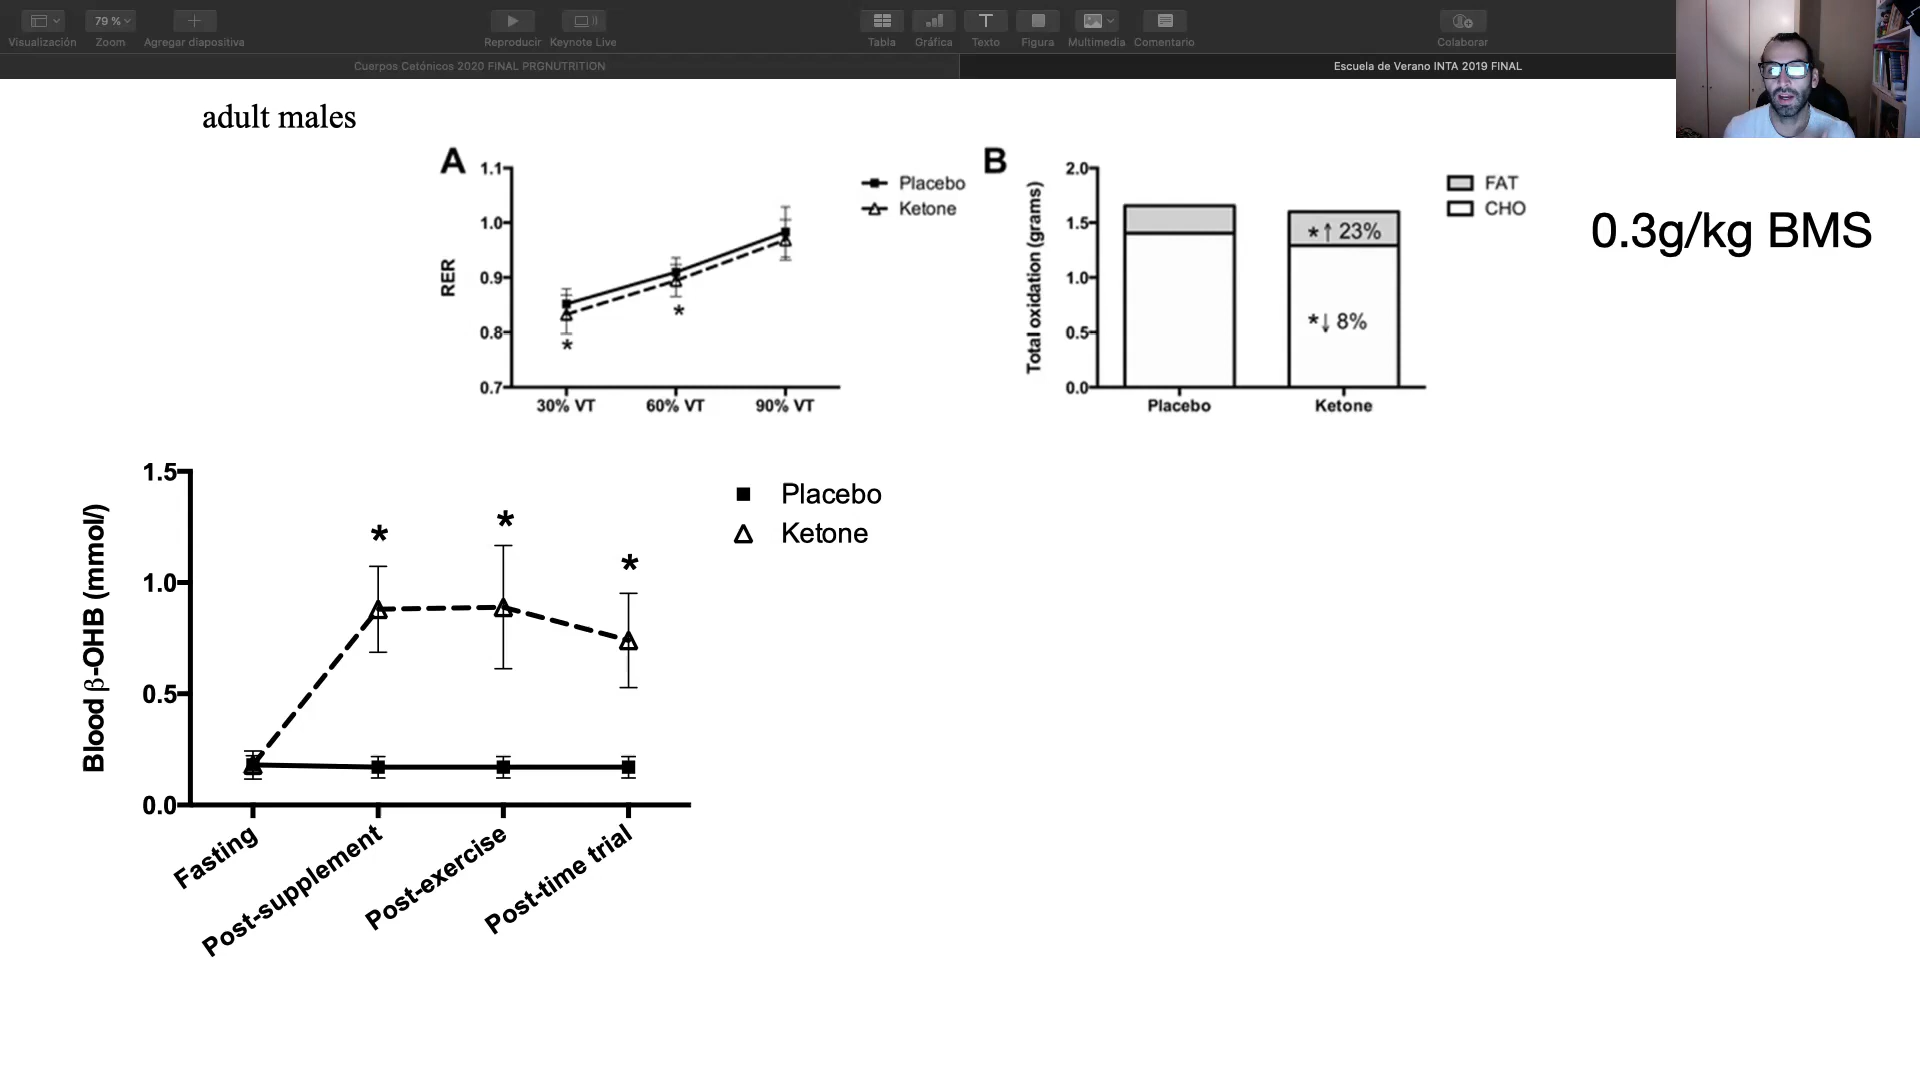 79 %
Visualización
Zoom
Agregar diapositiva
Reproducir
Keynote Live
Tabla
Gráfica
Texto
Figura
Multimedia
Comentario
Colaborar
Cuerpos Cetónicos 2020 FINAL PRGNUTRITION
Escuela de Verano INTA 2019 FINAL
adult males
A
1.1
1.0
0.9
0.8
0.7
RER
Placebo
Ketone
*
*
30% VT
60% VT
90% VT
B
2.0
1.5
1.0
0.5
0.0
Total oxidation (grams)
FAT
CHO
*↑ 23%
*↓ 8%
Placebo
Ketone
0.3g/kg BMS
1.5
1.0
0.5
0.0
Blood β-OHB (mmol/)
Placebo
Ketone
*
*
*
Fasting
Post-supplement
Post-exercise
Post-time trial